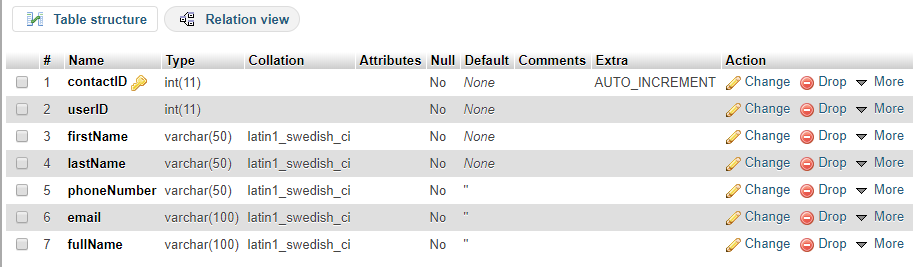 Table structure Relation view
# Name Type Collation Attributes Null Default Comments Extra Action
1 contactID int(11) No None AUTO_INCREMENT Change Drop More
2 userID int(11) No None Change Drop More
3 firstName varchar(50) latin1_swedish_ci No None Change Drop More
4 lastName varchar(50) latin1_swedish_ci No None Change Drop More
5 phoneNumber varchar(50) latin1_swedish_ci No '' Change Drop More
6 email varchar(100) latin1_swedish_ci No '' Change Drop More
7 fullName varchar(100) latin1_swedish_ci No '' Change Drop More